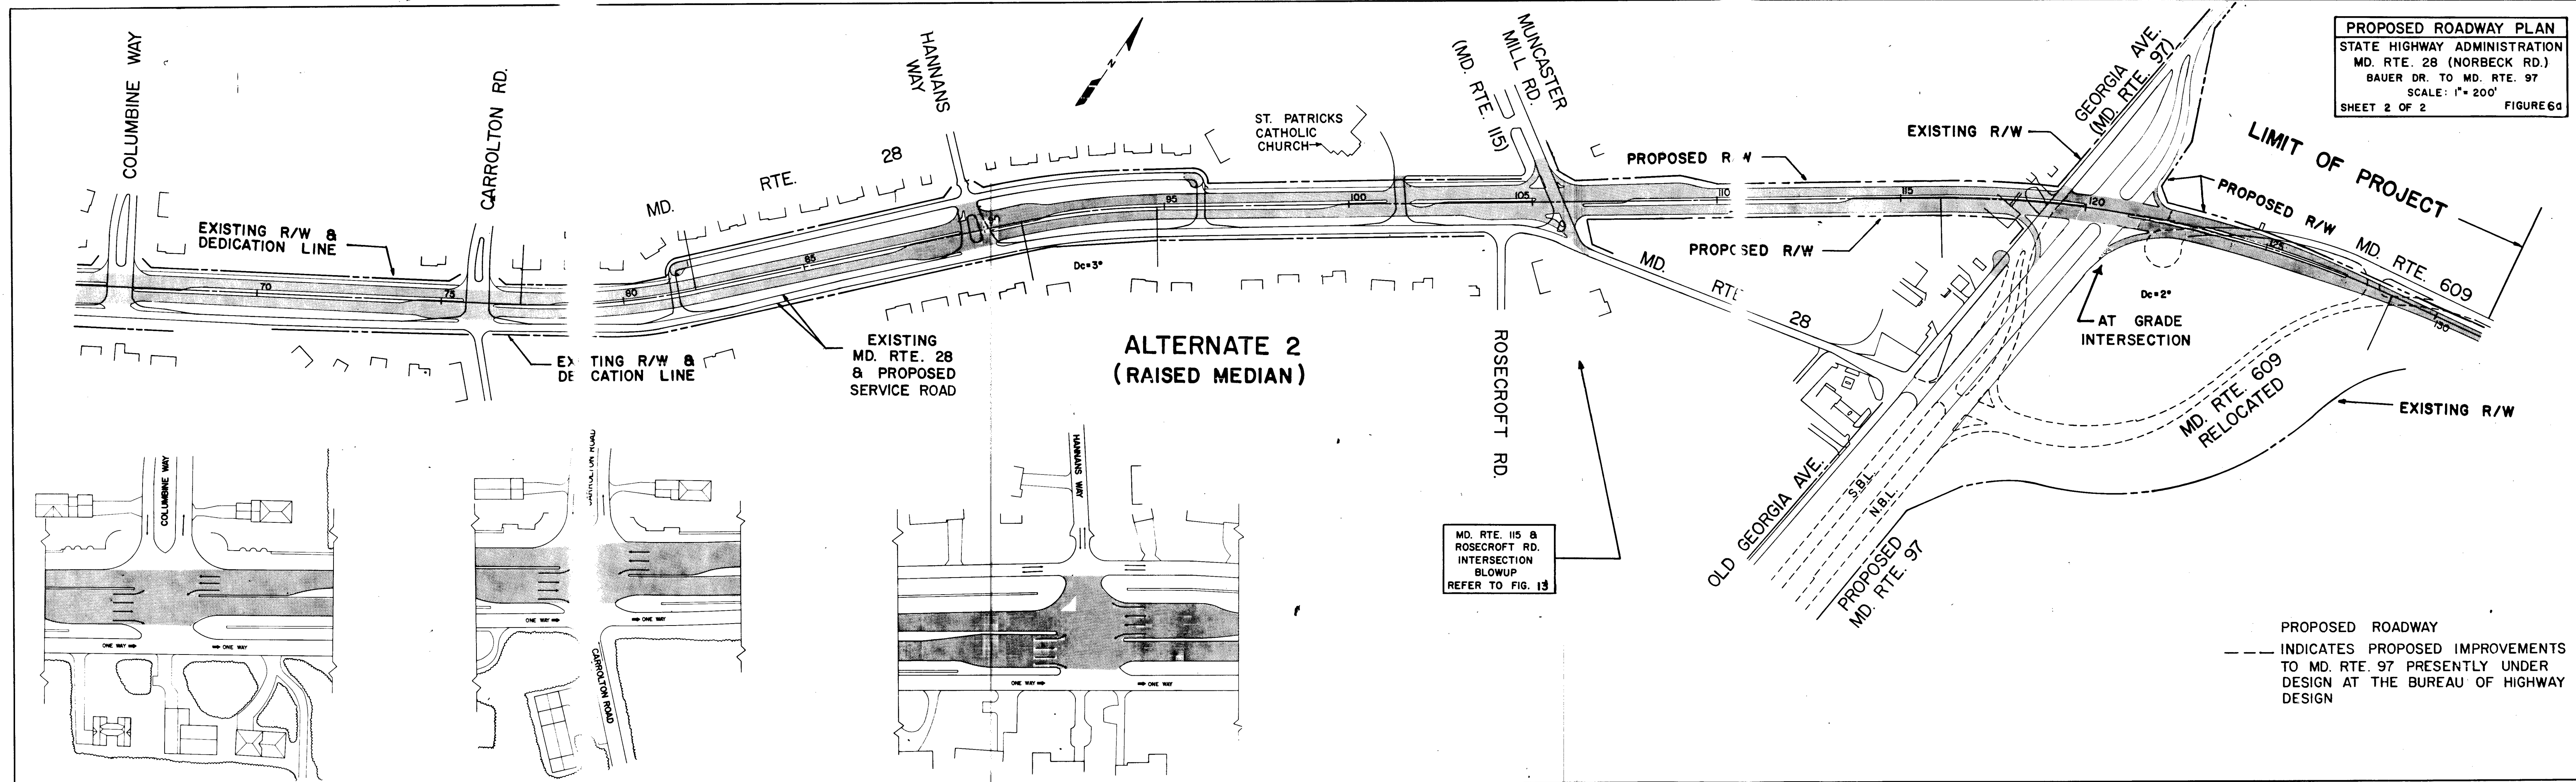 PROPOSED ROADWAY PLAN
STATE HIGHWAY ADMINISTRATION
MD. RTE. 28 (NORBECK RD.)
BAUER DR. TO MD. RTE. 97
SCALE: 1"= 200'
SHEET 2 OF 2 FIGURE 6a
COLUMBINE WAY
CARROLTON RD.
HANNANS
WAY
N
MUNCASTER
MILL RD.
(MD. RTE. 115)
GEORGIA AVE.
(MD. RTE. 97)
LIMIT OF PROJECT
ST. PATRICKS
CATHOLIC
CHURCH
EXISTING R/W
PROPOSED R W
MD. RTE. 28
EXISTING R/W &
DEDICATION LINE
PROPOSED R/W
PROPOSED R/W
MD. RTE. 609
70
75
80
85
95
100
105
110
115
120
125
130
Dc=3°
Dc=2°
AT GRADE
INTERSECTION
MD. RTE 28
EX TING R/W &
DE CATION LINE
EXISTING
MD. RTE. 28
& PROPOSED
SERVICE ROAD
ALTERNATE 2
(RAISED MEDIAN)
ROSECROFT RD.
MD. RTE. 609
RELOCATED
EXISTING R/W
OLD GEORGIA AVE.
S.B.L.
N.B.L.
PROPOSED
MD. RTE. 97
MD. RTE. 115 &
ROSECROFT RD.
INTERSECTION
BLOWUP
REFER TO FIG. 13
COLUMBINE WAY
ONE WAY
ONE WAY
CARROLTON ROAD
ONE WAY
ONE WAY
CARROLTON ROAD
HANNANS WAY
ONE WAY
ONE WAY
PROPOSED ROADWAY
INDICATES PROPOSED IMPROVEMENTS
TO MD. RTE. 97 PRESENTLY UNDER
DESIGN AT THE BUREAU OF HIGHWAY
DESIGN